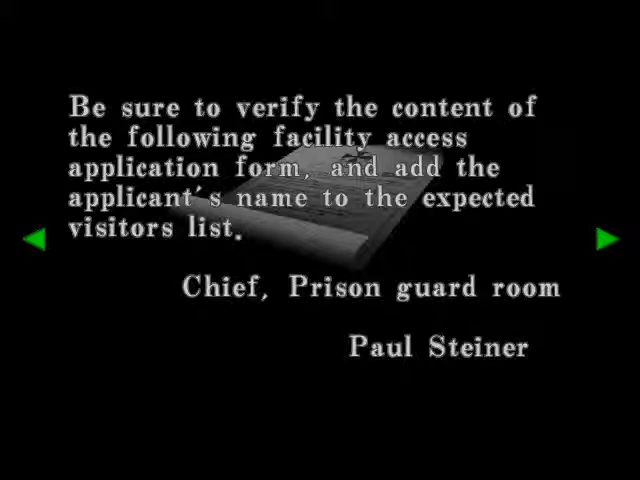 Be sure to verify the content of
the following facility access
application form, and add the
applicant's name to the expected
visitors list.
Chief, Prison guard room
Paul Steiner